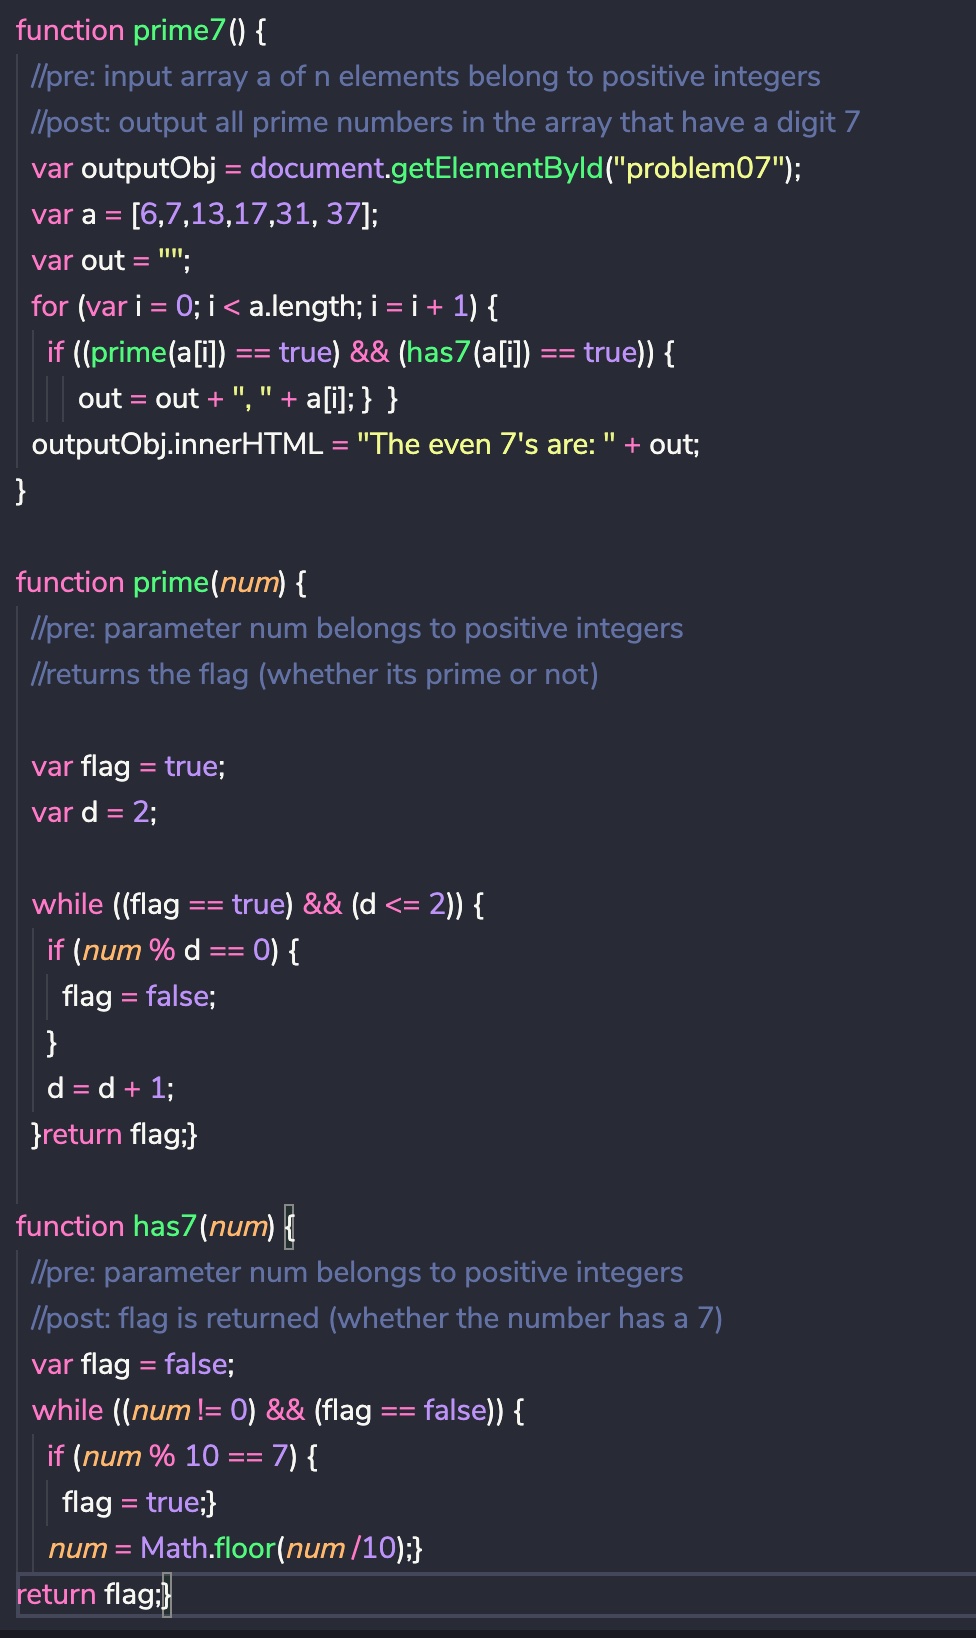 function prime7() {
//pre: input array a of n elements belong to positive integers
//post: output all prime numbers in the array that have a digit 7
var outputObj = document.getElementById("problem07");
var a = [6,7,13,17,31, 37];
var out = "";
for (var i = 0; i < a.length; i = i + 1) {
if ((prime(a[i]) == true) && (has7(a[i]) == true)) {
out = out + ", " + a[i]; } }
outputObj.innerHTML = "The even 7's are: " + out;
}
function prime(num) {
//pre: parameter num belongs to positive integers
//returns the flag (whether its prime or not)
var flag = true;
var d = 2;
while ((flag == true) && (d <= 2)) {
if (num % d == 0) {
flag = false;
}
d = d + 1;
}return flag;}
function has7(num) {
//pre: parameter num belongs to positive integers
//post: flag is returned (whether the number has a 7)
var flag = false;
while ((num != 0) && (flag == false)) {
if (num % 10 == 7) {
flag = true;}
num = Math.floor(num /10);}
return flag;}